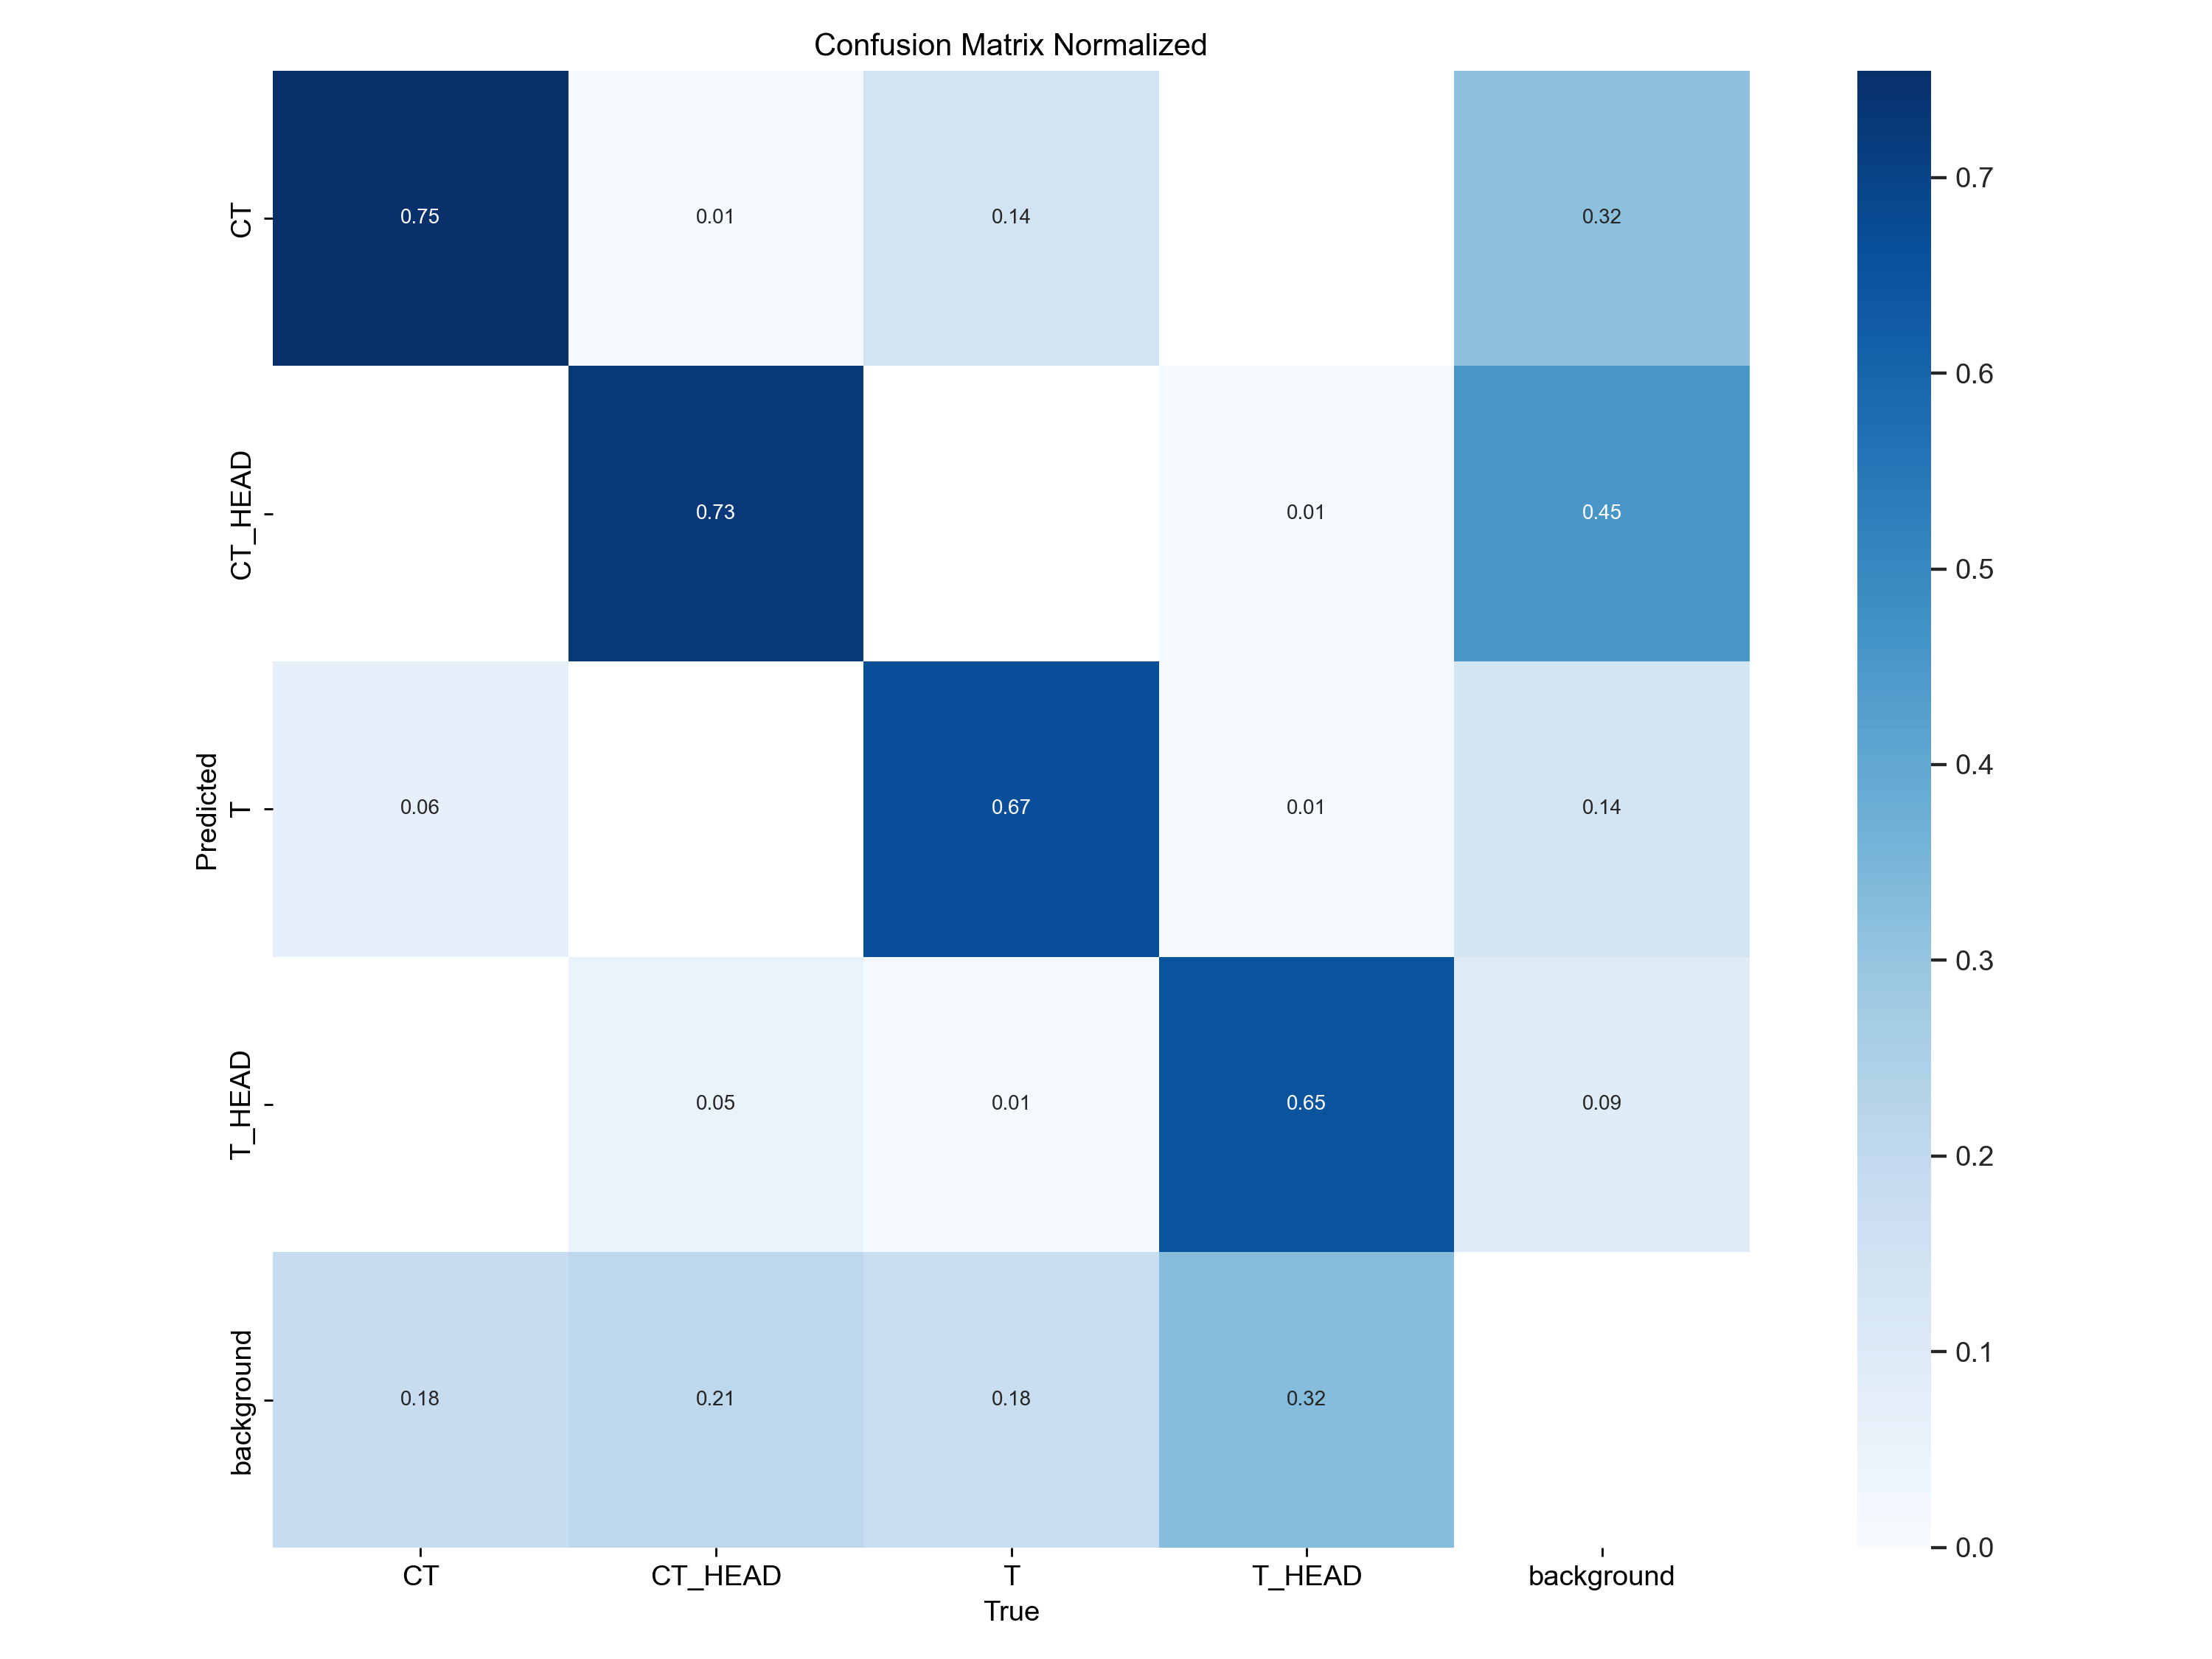 Confusion Matrix Normalized
CT
0.75
0.01
0.14
0.32
0.7
0.6
CT_HEAD
0.73
0.01
0.45
0.5
0.4
Predicted
T
0.06
0.67
0.01
0.14
0.3
T_HEAD
0.05
0.01
0.65
0.09
0.2
0.1
background
0.18
0.21
0.18
0.32
0.0
CT
CT_HEAD
T
T_HEAD
background
True